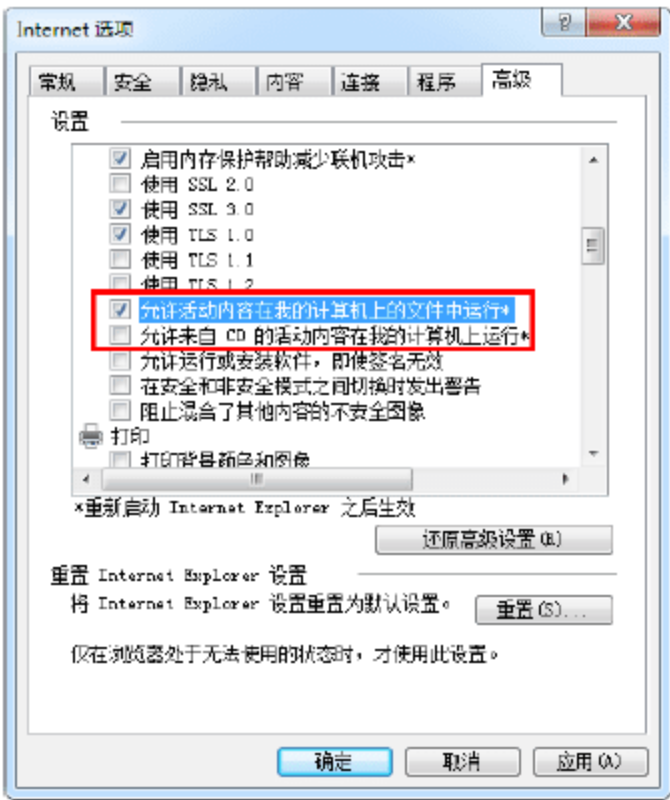 Internet 选项
常规 安全 隐私 内容 连接 程序 高级
设置
启用内存保护帮助减少联机攻击*
使用 SSL 2.0
使用 SSL 3.0
使用 TLS 1.0
使用 TLS 1.1
使用 TLS 1.2
允许活动内容在我的计算机上的文件中运行*
允许来自 CD 的活动内容在我的计算机上运行*
允许运行或安装软件，即使签名无效
在安全和非安全模式之间切换时发出警告
阻止混合了其他内容的不安全图像
打印
打印背景颜色和图像
*重新启动 Internet Explorer 之后生效
还原高级设置(R)
重置 Internet Explorer 设置
将 Internet Explorer 设置重置为默认设置。
重置(S)...
仅在浏览器处于无法使用的状态时，才使用此设置。
确定 取消 应用(A)